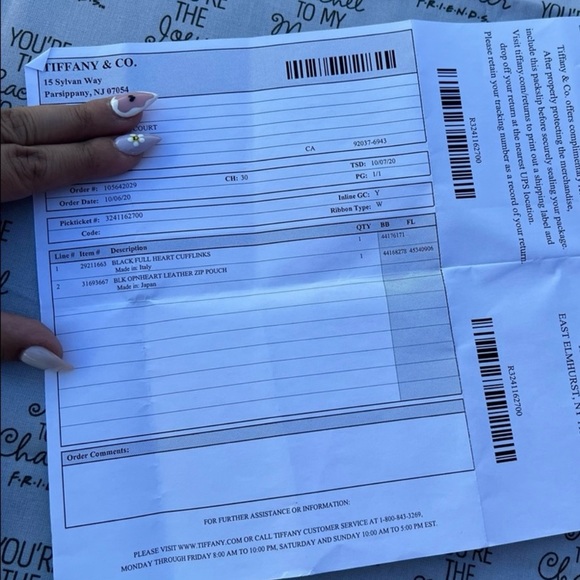 TIFFANY & CO.
15 Sylvan Way
Parsippany, NJ 07054
COURT
CA 92037-6943
Order #: 105642029 CH: 30 TSD: 10/07/20
Order Date: 10/06/20 PG: 1/1
Pickticket #: 3241162700 Inline GC: Y
Code: Ribbon Type: W
Line # Item # Description QTY BB FL
1 29211663 BLACK FULL HEART CUFFLINKS 1 44176171
Made in: Italy
2 31693667 BLK OPNHEART LEATHER ZIP POUCH 1 44164272 45349906
Made in: Japan
Order Comments:
FOR FURTHER ASSISTANCE OR INFORMATION:
PLEASE VISIT WWW.TIFFANY.COM OR CALL TIFFANY CUSTOMER SERVICE AT 1-800-843-3269,
MONDAY THROUGH FRIDAY 8:00 AM TO 10:00 PM, SATURDAY AND SUNDAY 10:00 AM TO 5:00 PM EST.
Tiffany & Co. offers complimentary
After properly protecting the merchandise,
include this packslip before securely sealing your package.
Visit tiffany.com/returns to print out a shipping label and
drop off your return at the nearest UPS location.
Please retain your tracking number as a record of your return.
R3241162700
R3241162700
EAST ELMHURST, NY
YOU'RE
THE
TO MY
F.R.I.E.N.D.S.
YOU'RE
THE